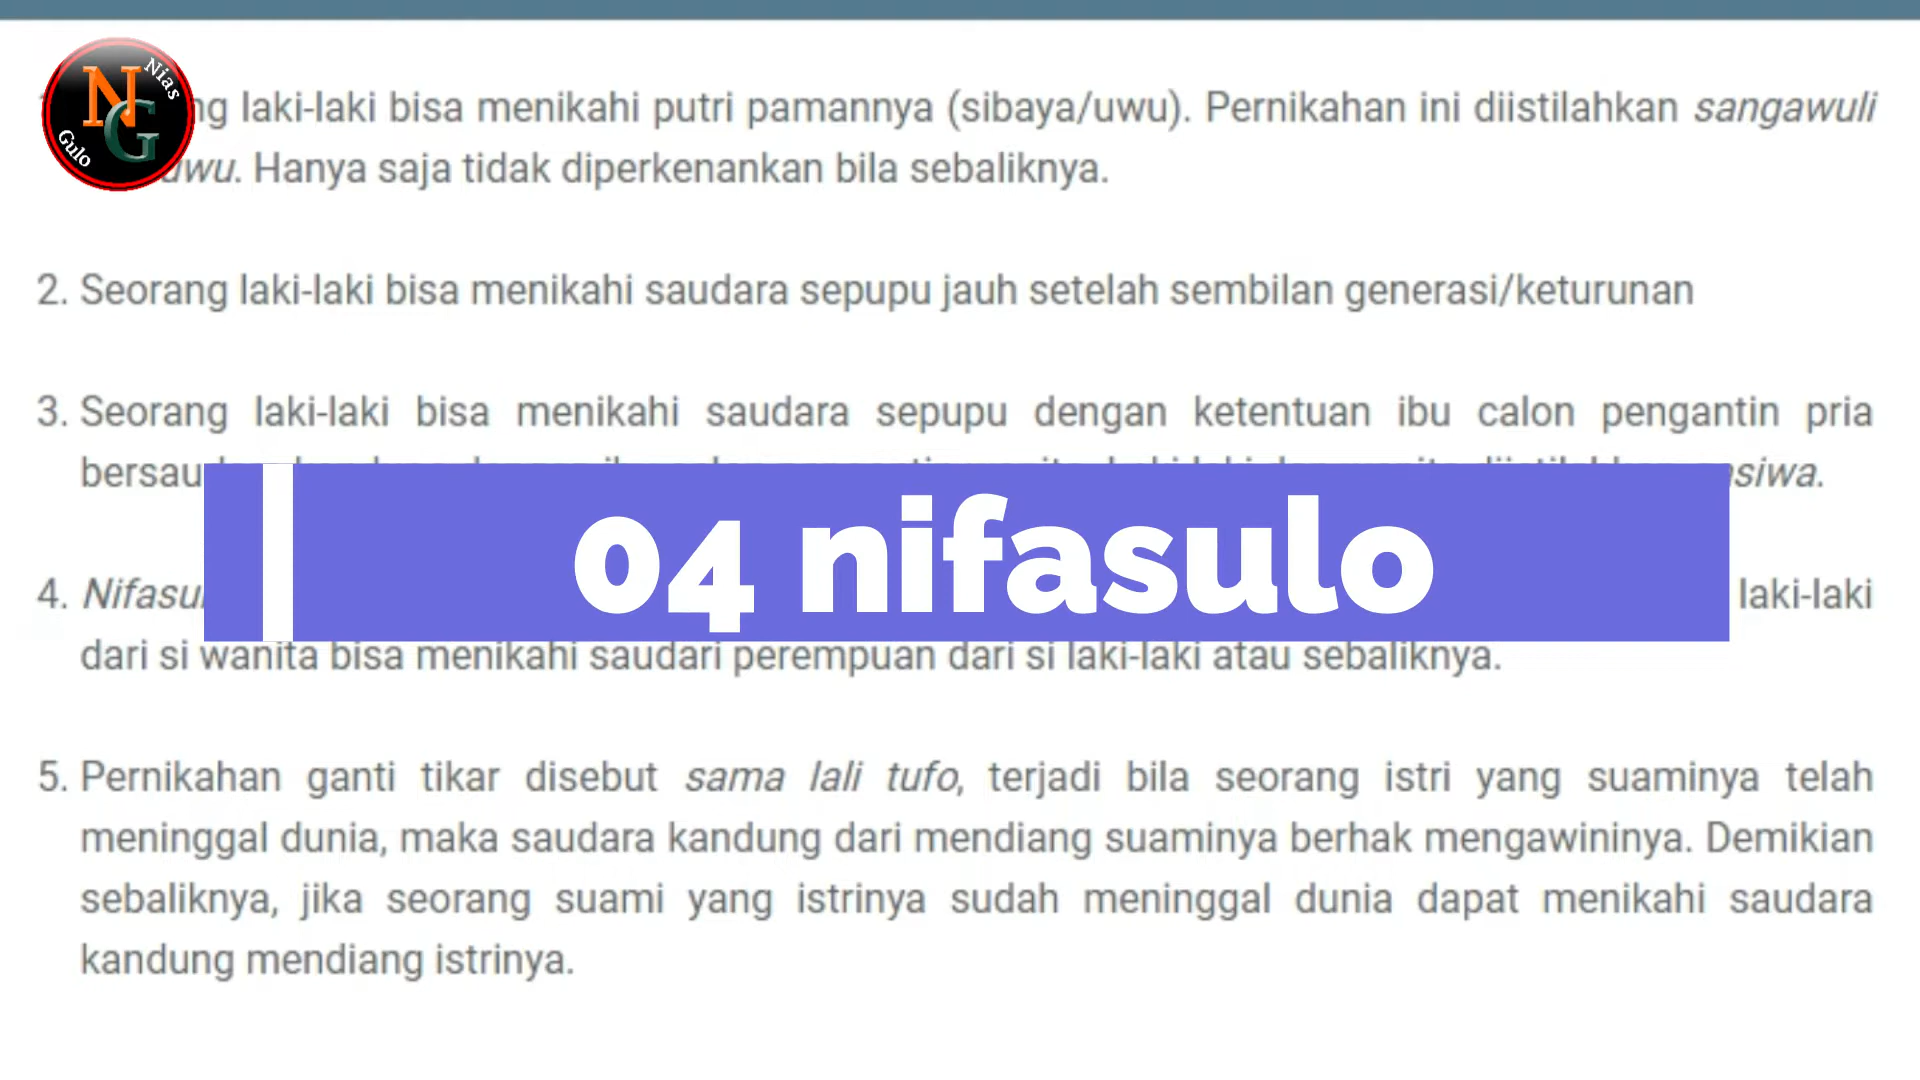 NG Nias Gulo
laki-laki bisa menikahi putri pamannya (sibaya/uwu). Pernikahan ini diistilahkan sangawuli
Hanya saja tidak diperkenankan bila sebaliknya.
2. Seorang laki-laki bisa menikahi saudara sepupu jauh setelah sembilan generasi/keturunan
3. Seorang laki-laki bisa menikahi saudara sepupu dengan ketentuan ibu calon pengantin pria
04 nifasulo
4. laki-laki
dari si wanita bisa menikahi saudari perempuan dari si laki-laki atau sebaliknya.
5. Pernikahan ganti tikar disebut sama lali tufo, terjadi bila seorang istri yang suaminya telah
meninggal dunia, maka saudara kandung dari mendiang suaminya berhak mengawininya. Demikian
sebaliknya, jika seorang suami yang istrinya sudah meninggal dunia dapat menikahi saudara
kandung mendiang istrinya.